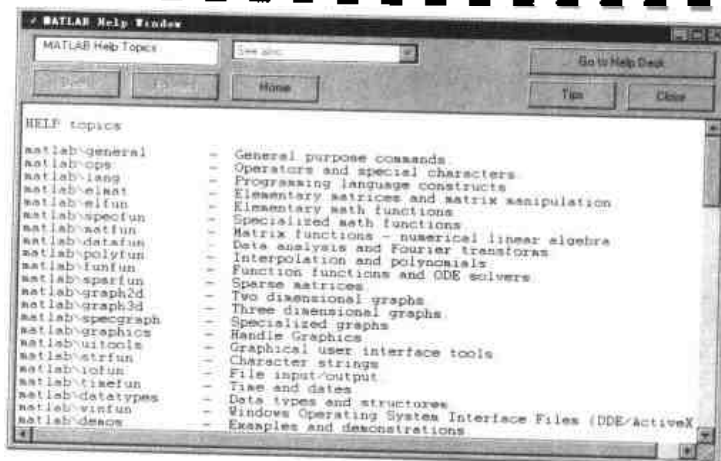 MATLAB Help Window
MATLAB Help Topics
See also
Go to Help Desk
Home
Tips
Close
HELP topics
matlab\general - General purpose commands.
matlab\ops - Operators and special characters.
matlab\lang - Programming language constructs
matlab\elmat - Elementary matrices and matrix manipulation
matlab\elfun - Elementary math functions
matlab\specfun - Specialized math functions
matlab\matfun - Matrix functions - numerical linear algebra
matlab\datafun - Data analysis and Fourier transforms
matlab\polyfun - Interpolation and polynomials
matlab\funfun - Function functions and ODE solvers
matlab\sparfun - Sparse matrices
matlab\graph2d - Two dimensional graphs
matlab\graph3d - Three dimensional graphs
matlab\specgraph - Specialized graphs
matlab\graphics - Handle Graphics
matlab\uitools - Graphical user interface tools
matlab\strfun - Character strings
matlab\iofun - File input/output
matlab\timefun - Time and dates
matlab\datatypes - Data types and structures
matlab\winfun - Windows Operating System Interface Files (DDE/ActiveX
matlab\demos - Examples and demonstrations